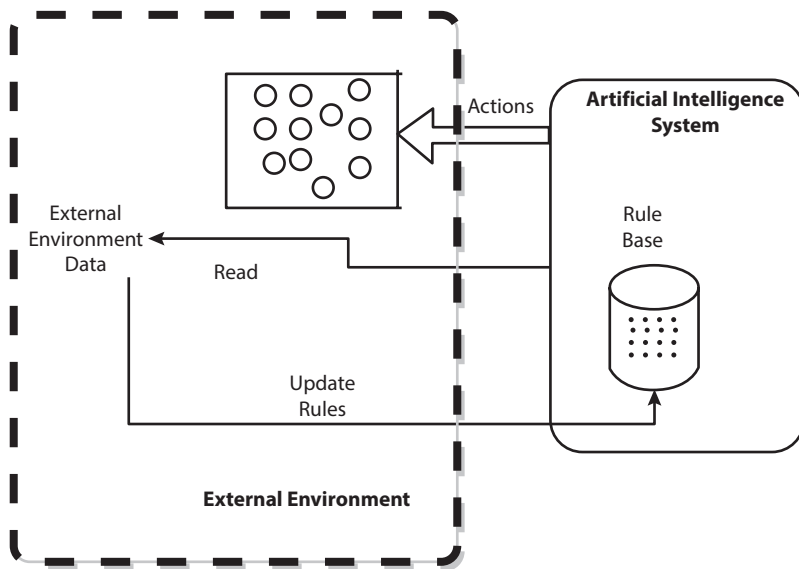 Actions
Artificial Intelligence
System
External
Environment
Data
Read
Rule
Base
Update
Rules
External Environment